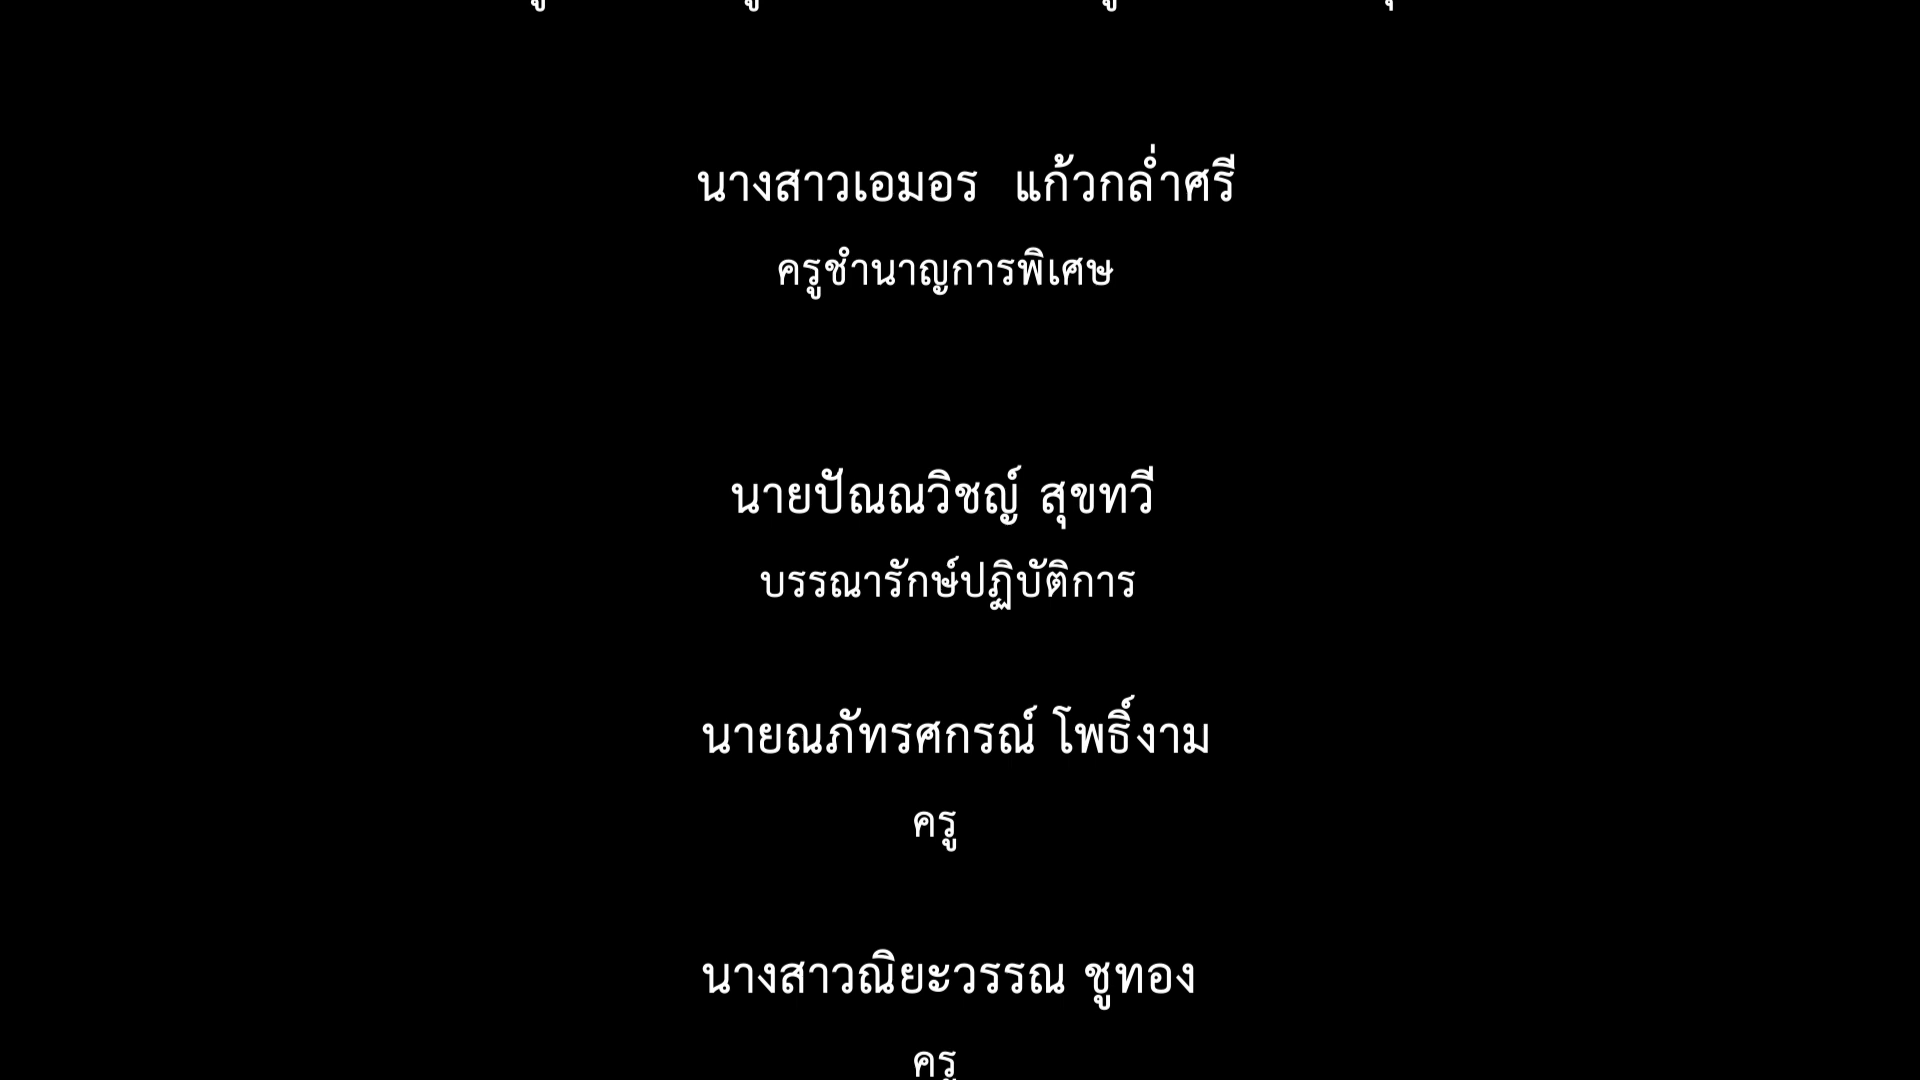 นางสาวเอมอร  แก้วกล่ำศรี
ครูชำนาญการพิเศษ
นายปัณณวิชญ์ สุขทวี
บรรณารักษ์ปฏิบัติการ
นายณภัทรศกรณ์ โพธิ์งาม
ครู
นางสาวณิยะวรรณ ชูทอง
ครู